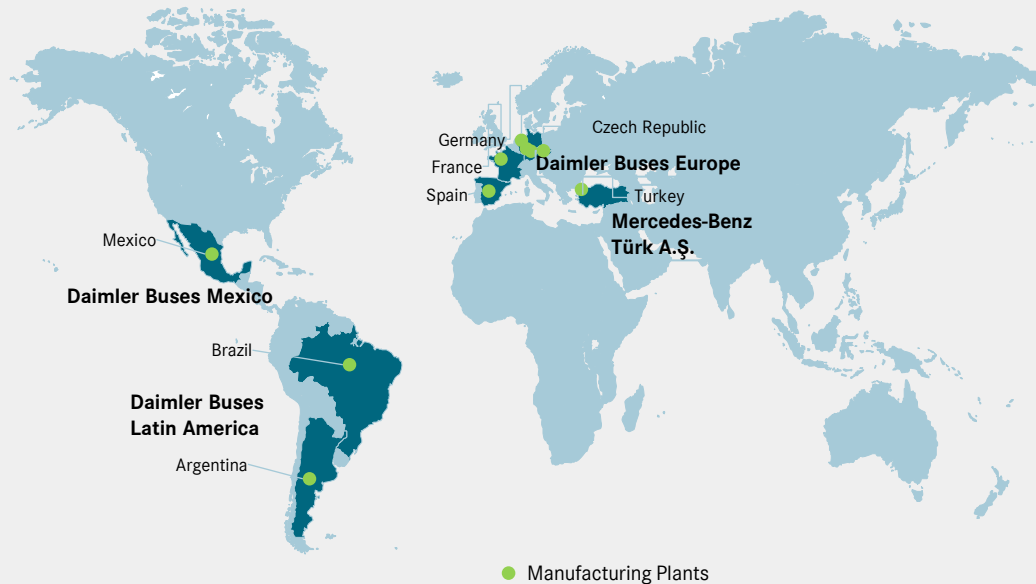 Germany
Czech Republic
France
Daimler Buses Europe
Spain
Turkey
Mercedes-Benz
Türk A.Ş.
Mexico
Daimler Buses Mexico
Brazil
Daimler Buses
Latin America
Argentina
Manufacturing Plants